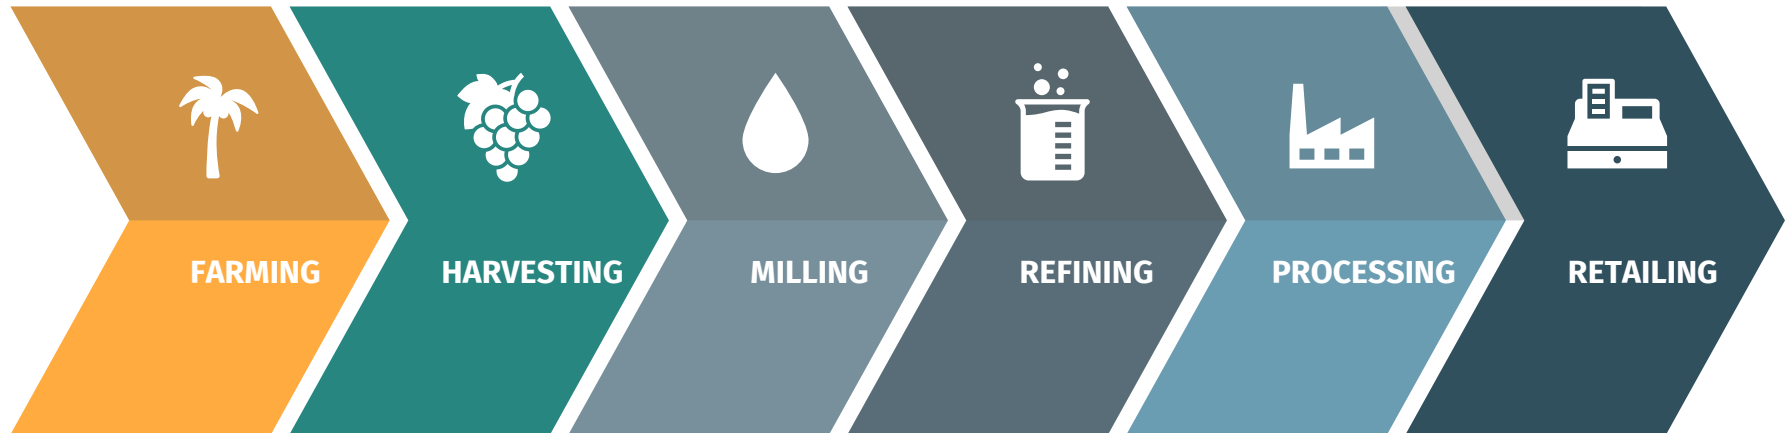 FARMING
HARVESTING
MILLING
REFINING
PROCESSING
RETAILING